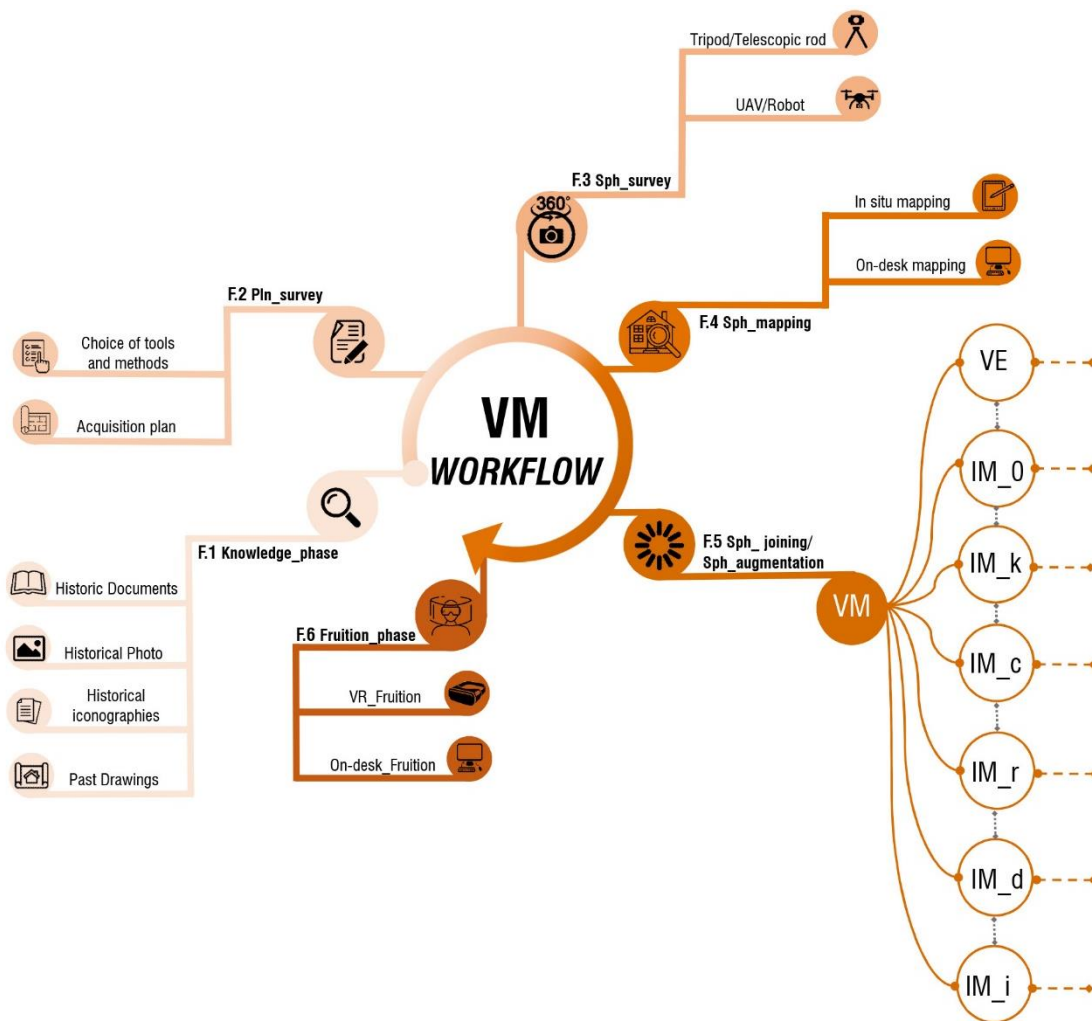 VM
WORKFLOW
F.1 Knowledge_phase
Historic Documents
Historical Photo
Historical
iconographies
Past Drawings
F.2 Pln_survey
Choice of tools
and methods
Acquisition plan
F.3 Sph_survey
360°
Tripod/Telescopic rod
UAV/Robot
F.4 Sph_mapping
In situ mapping
On-desk mapping
F.5 Sph_ joining/
Sph_augmentation
VM
VE
IM_0
IM_k
IM_c
IM_r
IM_d
IM_i
F.6 Fruition_phase
VR_Fruition
On-desk_Fruition